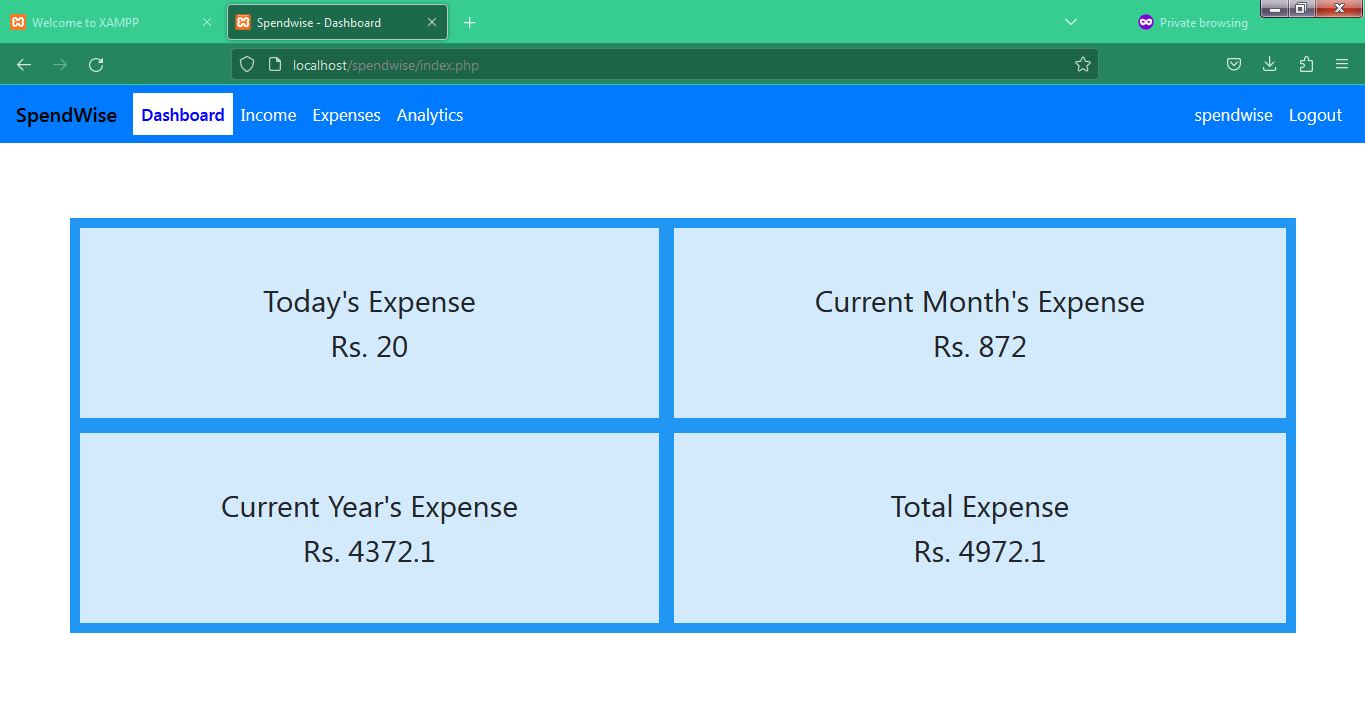 Welcome to XAMPP
Spendwise - Dashboard
Private browsing
localhost/spendwise/index.php
SpendWise Dashboard Income Expenses Analytics spendwise Logout
Today's Expense
Rs. 20
Current Month's Expense
Rs. 872
Current Year's Expense
Rs. 4372.1
Total Expense
Rs. 4972.1